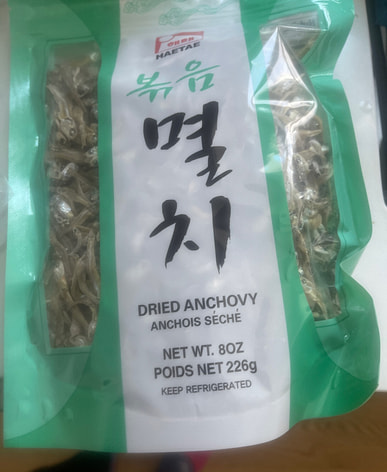 HAETAE
볶음
멸
치
DRIED ANCHOVY
ANCHOIS SÉCHÉ
NET WT. 8OZ
POIDS NET 226g
KEEP REFRIGERATED